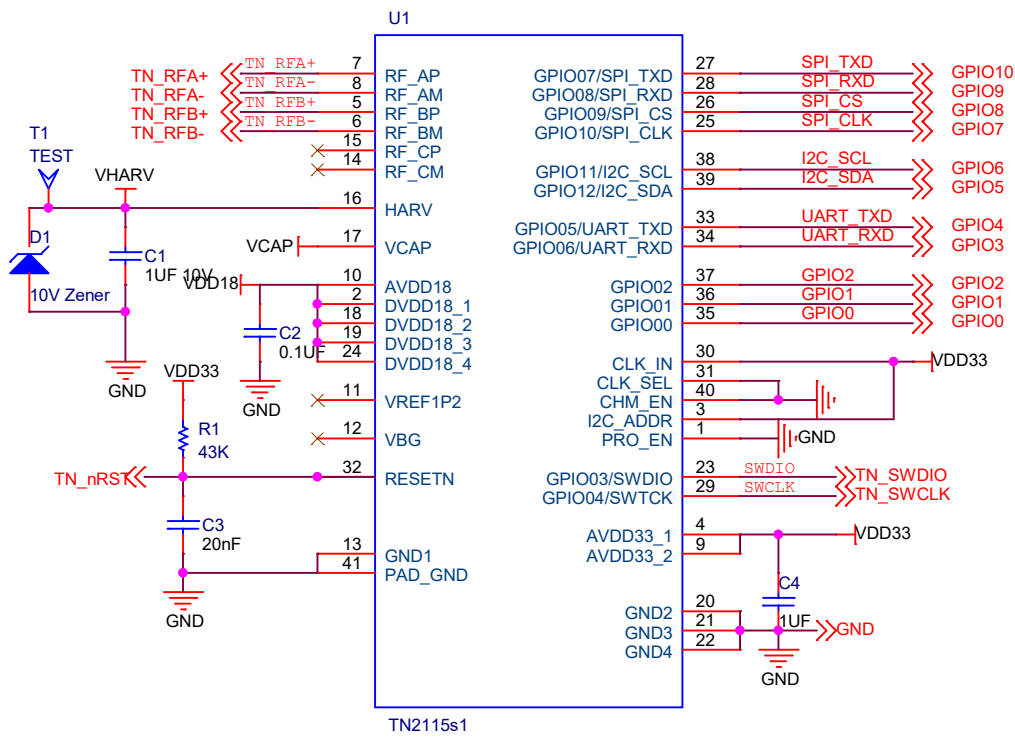 U1
TN_RFA+ TN_RFA+ 7 RF_AP GPIO07/SPI_TXD 27 SPI_TXD GPIO10
TN_RFA- TN_RFA- 8 RF_AM GPIO08/SPI_RXD 28 SPI_RXD GPIO9
TN_RFB+ TN_RFB+ 5 RF_BP GPIO09/SPI_CS 26 SPI_CS GPIO8
TN_RFB- TN_RFB- 6 RF_BM GPIO10/SPI_CLK 25 SPI_CLK GPIO7
15 RF_CP
T1 14 RF_CM GPIO11/I2C_SCL 38 I2C_SCL GPIO6
TEST GPIO12/I2C_SDA 39 I2C_SDA GPIO5
VHARV
16 HARV GPIO05/UART_TXD 33 UART_TXD GPIO4
D1 VCAP 17 VCAP GPIO06/UART_RXD 34 UART_RXD GPIO3
C1
1UF 10V VDD18 10 AVDD18 GPIO02 37 GPIO2 GPIO2
10V Zener 2 DVDD18_1 GPIO01 36 GPIO1 GPIO1
C2 18 DVDD18_2 GPIO00 35 GPIO0 GPIO0
0.1UF 19 DVDD18_3
24 DVDD18_4 CLK_IN 30 VDD33
GND VDD33 CLK_SEL 31
GND 11 VREF1P2 CHM_EN 40
I2C_ADDR 3
R1 12 VBG PRO_EN 1 GND
43K
TN_nRST 32 RESETN GPIO03/SWDIO 23 SWDIO TN_SWDIO
GPIO04/SWTCK 29 SWCLK TN_SWCLK
C3
20nF AVDD33_1 4 VDD33
13 GND1 AVDD33_2 9
41 PAD_GND C4
GND GND2 20 1UF
GND3 21 GND
GND4 22
GND
TN2115s1